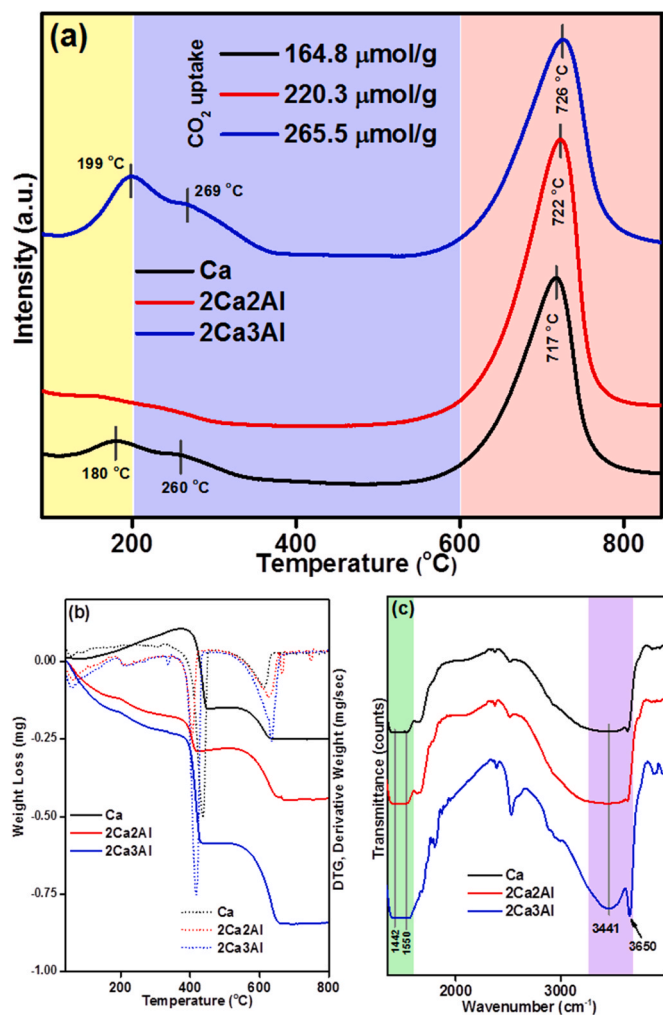 (a)
CO2 uptake
164.8 µmol/g
220.3 µmol/g
265.5 µmol/g
199 °C
269 °C
726 °C
722 °C
717 °C
Ca
2Ca2Al
2Ca3Al
180 °C
260 °C
Intensity (a.u.)
200
400
600
800
Temperature (°C)
(b)
0.00
-0.25
-0.50
-0.75
-1.00
Weight Loss (mg)
DTG, Derivative Weight (mg/sec)
Ca
2Ca2Al
2Ca3Al
Ca
2Ca2Al
2Ca3Al
0
200
400
600
800
Temperature (°C)
(c)
Transmittance (counts)
Ca
2Ca2Al
2Ca3Al
1442
1550
3441
3650
2000
3000
Wavenumber (cm-1)